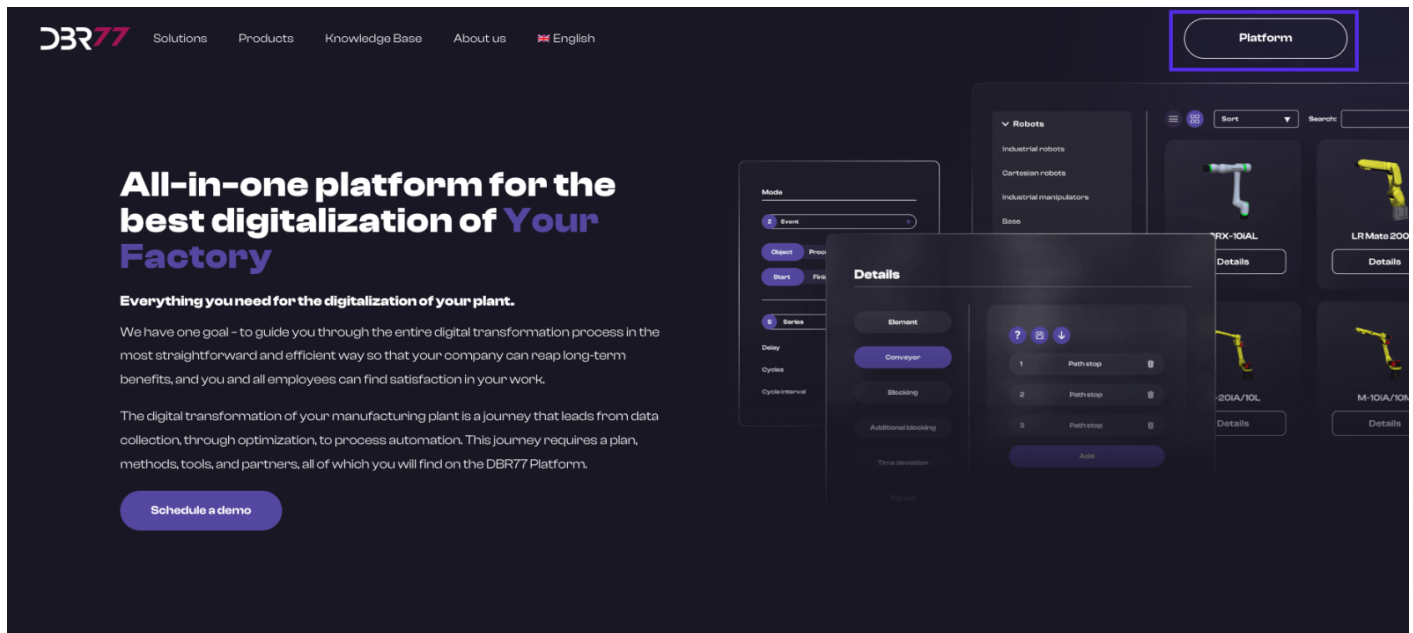 DBR77
Solutions
Products
Knowledge Base
About us
English
Platform
All-in-one platform for the
best digitalization of Your
Factory
Everything you need for the digitalization of your plant.
We have one goal – to guide you through the entire digital transformation process in the
most straightforward and efficient way so that your company can reap long-term
benefits, and you and all employees can find satisfaction in your work.
The digital transformation of your manufacturing plant is a journey that leads from data
collection, through optimization, to process automation. This journey requires a plan,
methods, tools, and partners, all of which you will find on the DBR77 Platform.
Schedule a demo
Mode
Event
Object
Start
Series
Delay
Cycles
Cycle interval
Robots
Industrial robots
Cartesian robots
Industrial manipulators
Base
Sort
Search:
RX-10iAL
Details
LR Mate 200
Details
-20iA/10L
Details
M-10iA/10M
Details
Details
Element
Conveyor
Blocking
Additional blocking
Time deviation
?
1 Path stop
2 Path stop
3 Path stop
Add